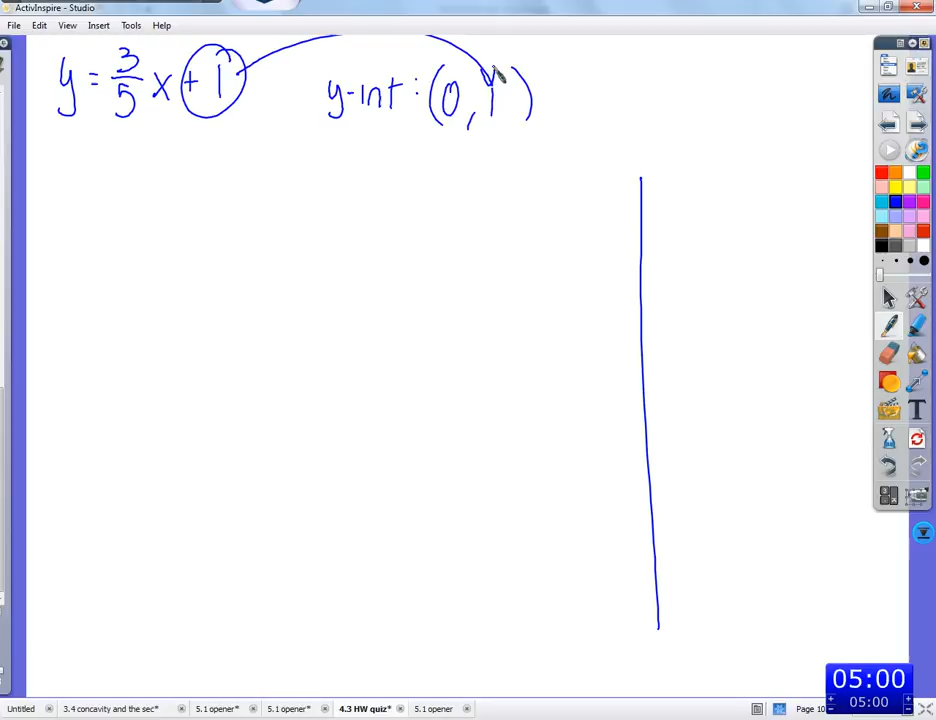 ActivInspire - Studio
File Edit View Insert Tools Help
y = 3/5 x + 1
y-int : (0, 1)
05:00
05:00
Untitled
3.4 concavity and the sec*
5.1 opener*
5.1 opener*
4.3 HW quiz*
5.1 opener
Page 10